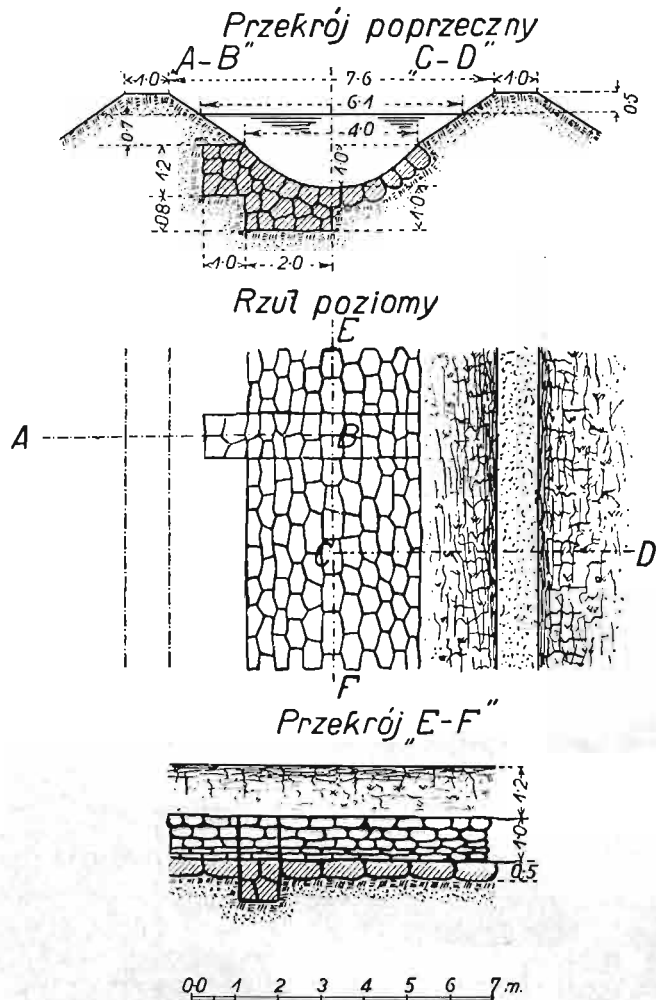 Przekrój poprzeczny
„A-B" „C-D"
1·0 7·6 1·0
6·1
4·0
0·5
0·7
1·2
0·8
1·0
1·0
1·0 2·0
Rzut poziomy
E
A
B
C
D
F
Przekrój „E-F"
1·2
1·0
0·5
0·0 1 2 3 4 5 6 7 m.